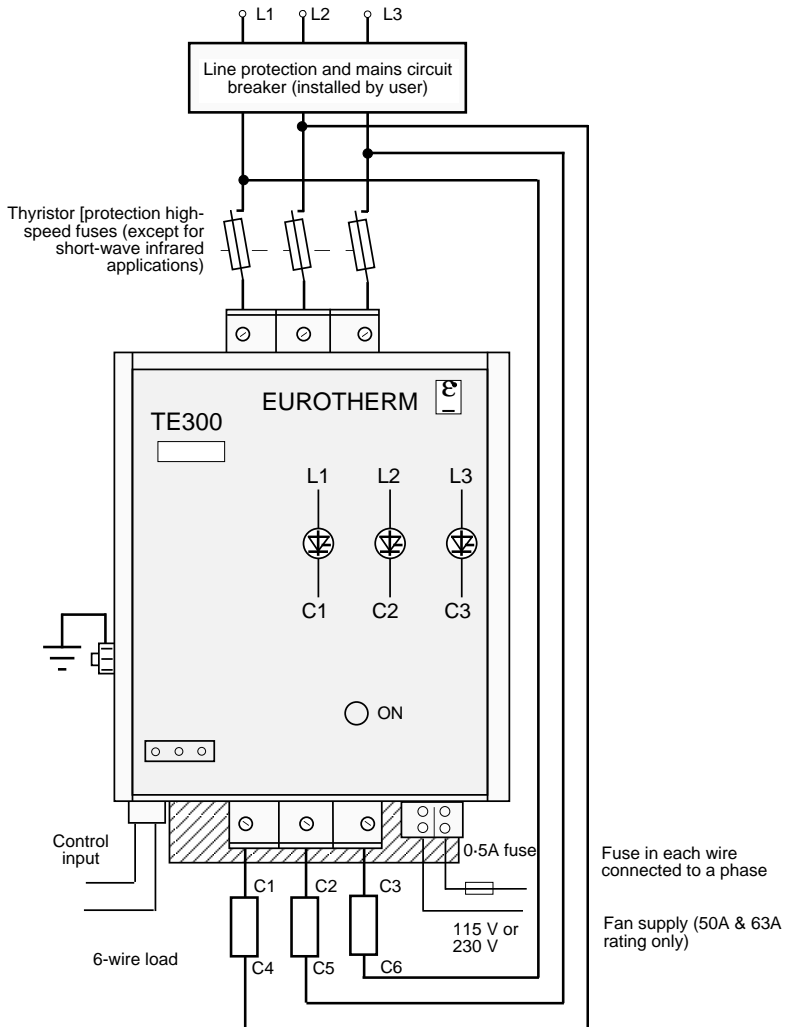 L1 L2 L3
Line protection and mains circuit
breaker (installed by user)
Thyristor [protection high-
speed fuses (except for
short-wave infrared
applications)
EUROTHERM ε
TE300
L1 L2 L3
C1 C2 C3
ON
Control
input
0·5A fuse
Fuse in each wire
connected to a phase
C1 C2 C3
115 V or
230 V
Fan supply (50A & 63A
rating only)
6-wire load
C4 C5 C6